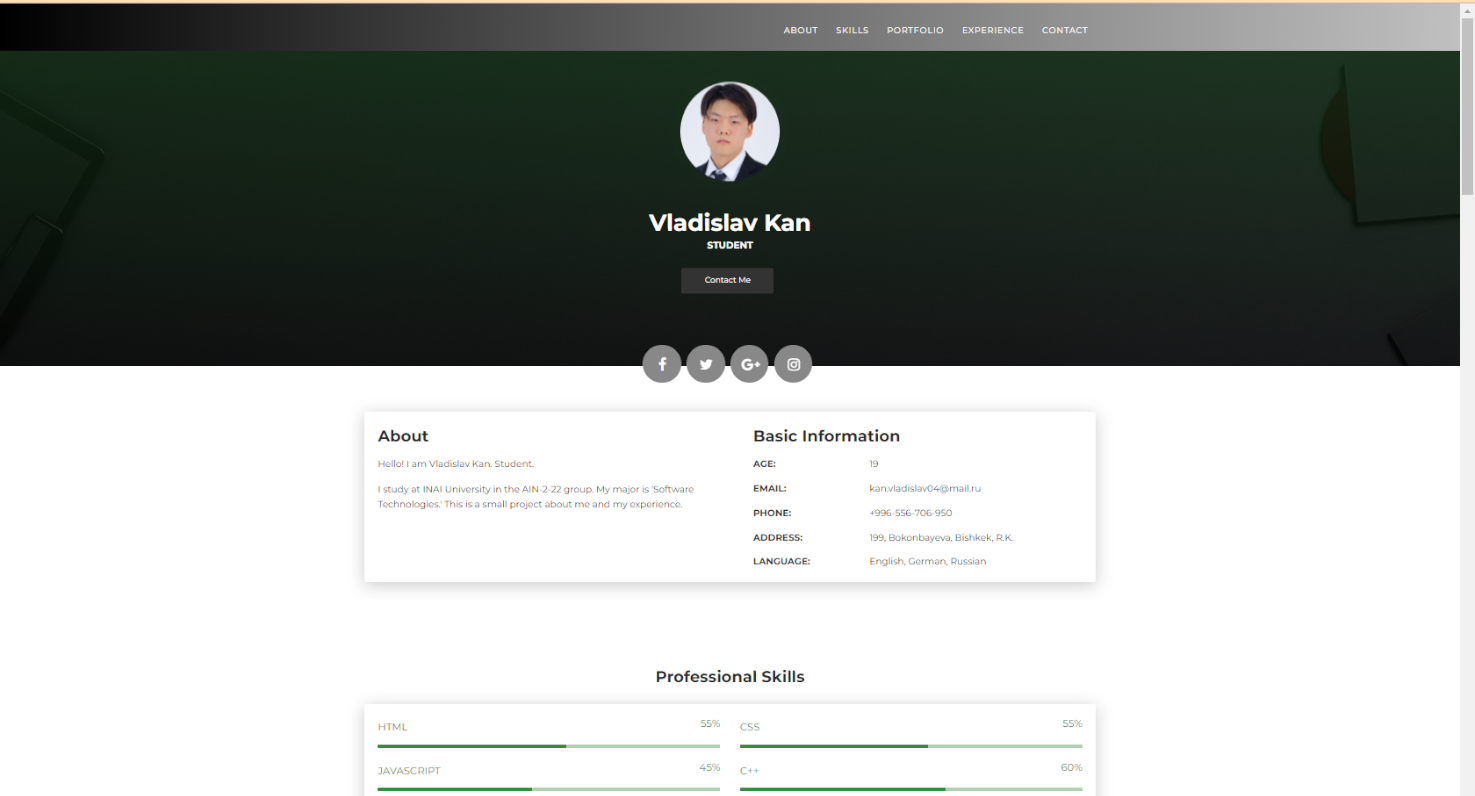 ABOUT SKILLS PORTFOLIO EXPERIENCE CONTACT
Vladislav Kan
STUDENT
Contact Me
About
Hello! I am Vladislav Kan. Student.
I study at INAI University in the AIN-2-22 group. My major is 'Software
Technologies.' This is a small project about me and my experience.
Basic Information
AGE: 19
EMAIL: kan.vladislav04@mail.ru
PHONE: +996-556-706-950
ADDRESS: 199, Bokonbayeva, Bishkek, R.K.
LANGUAGE: English, German, Russian
Professional Skills
HTML 55%
CSS 55%
JAVASCRIPT 45%
C++ 60%